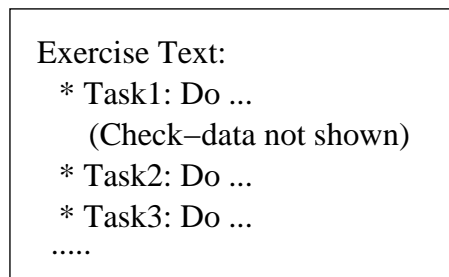 Exercise Text:
* Task1: Do ...
(Check−data not shown)
* Task2: Do ...
* Task3: Do ...
.....